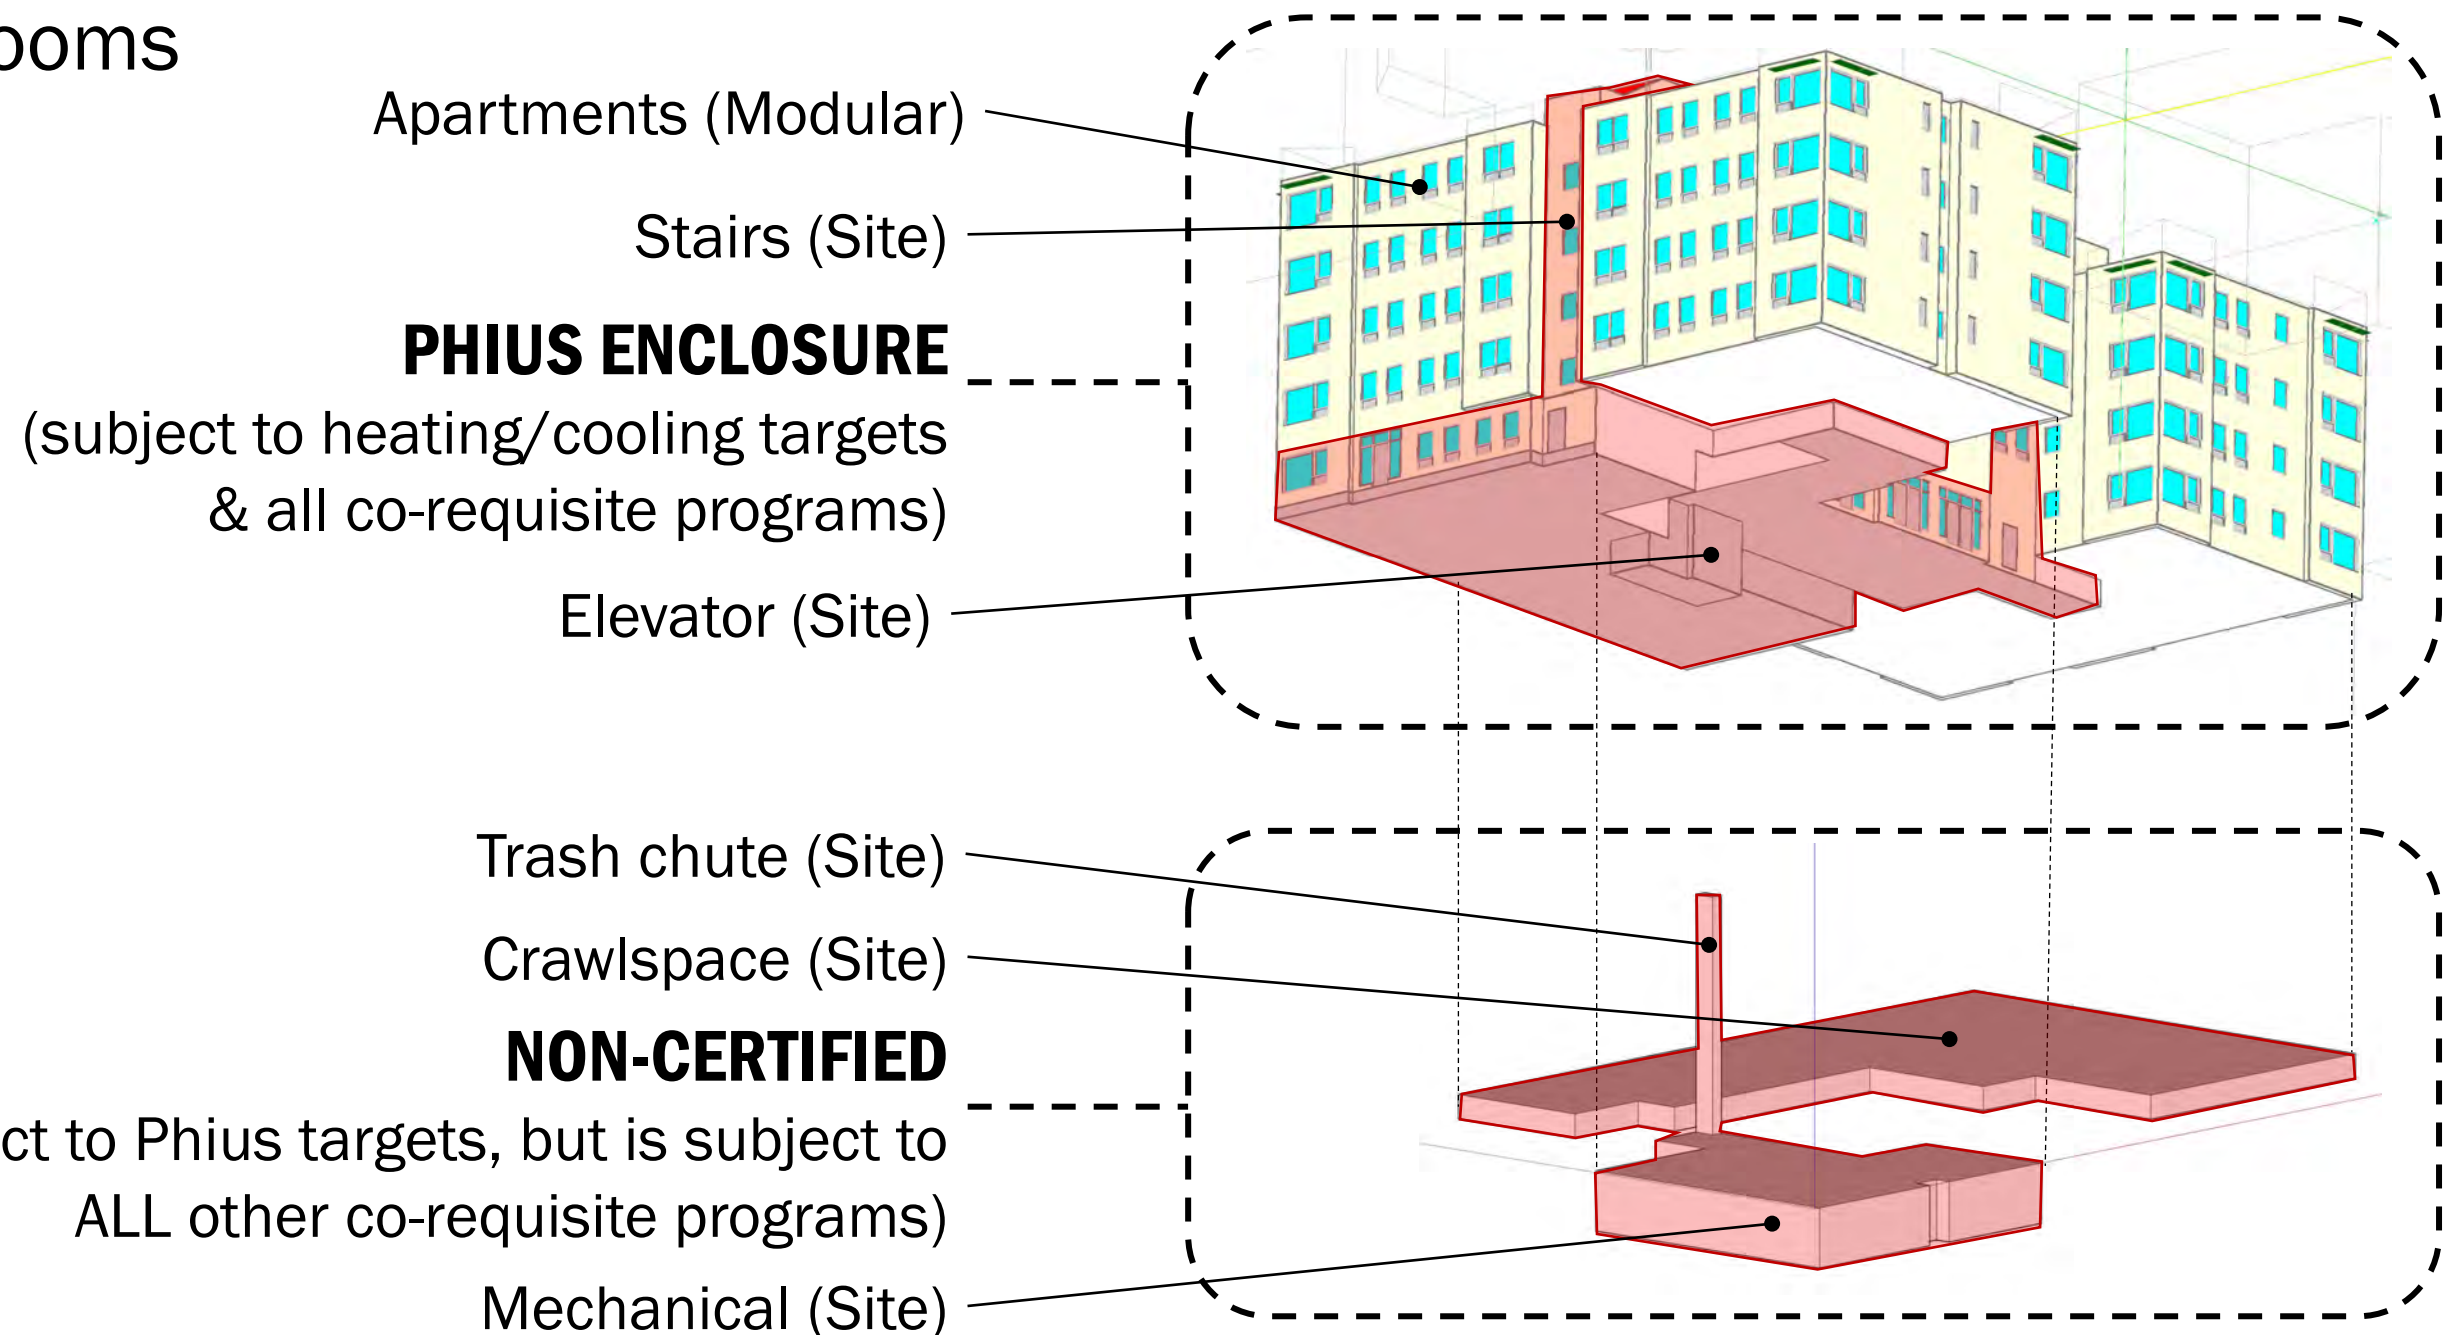 ooms
Apartments (Modular)
Stairs (Site)
PHIUS ENCLOSURE
(subject to heating/cooling targets
& all co-requisite programs)
Elevator (Site)
Trash chute (Site)
Crawlspace (Site)
NON-CERTIFIED
ct to Phius targets, but is subject to
ALL other co-requisite programs)
Mechanical (Site)